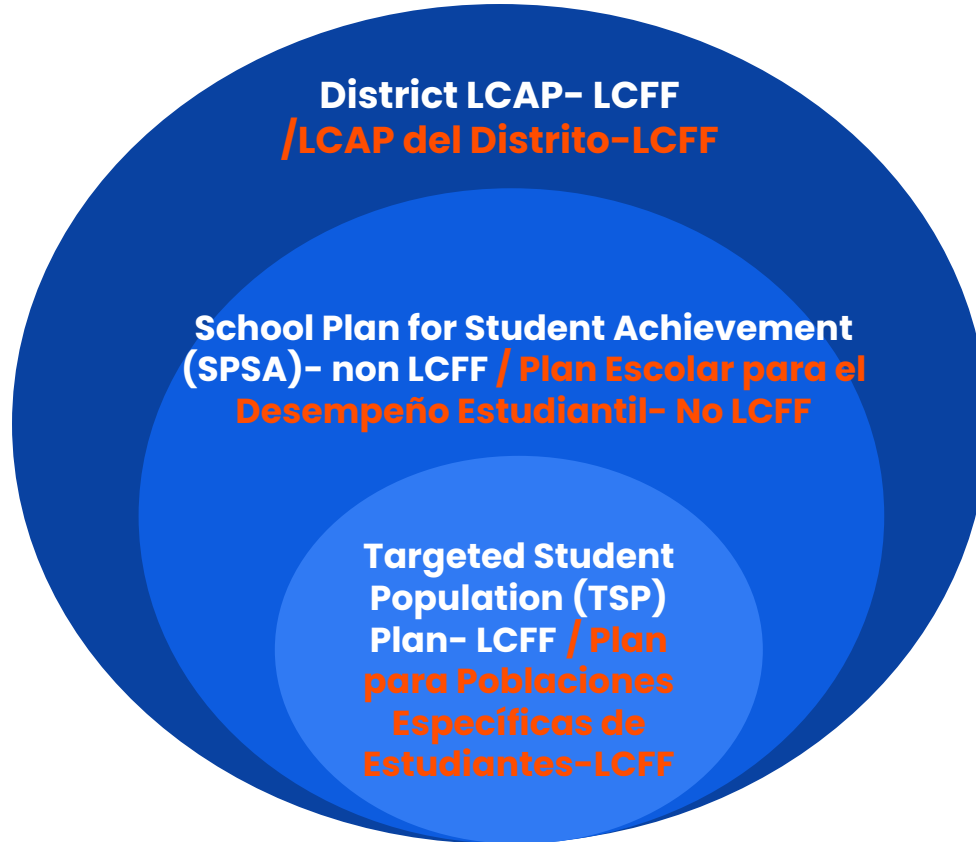 District LCAP- LCFF
/LCAP del Distrito-LCFF
School Plan for Student Achievement
(SPSA)- non LCFF / Plan Escolar para el
Desempeño Estudiantil- No LCFF
Targeted Student
Population (TSP)
Plan- LCFF / Plan
para Poblaciones
Específicas de
Estudiantes-LCFF